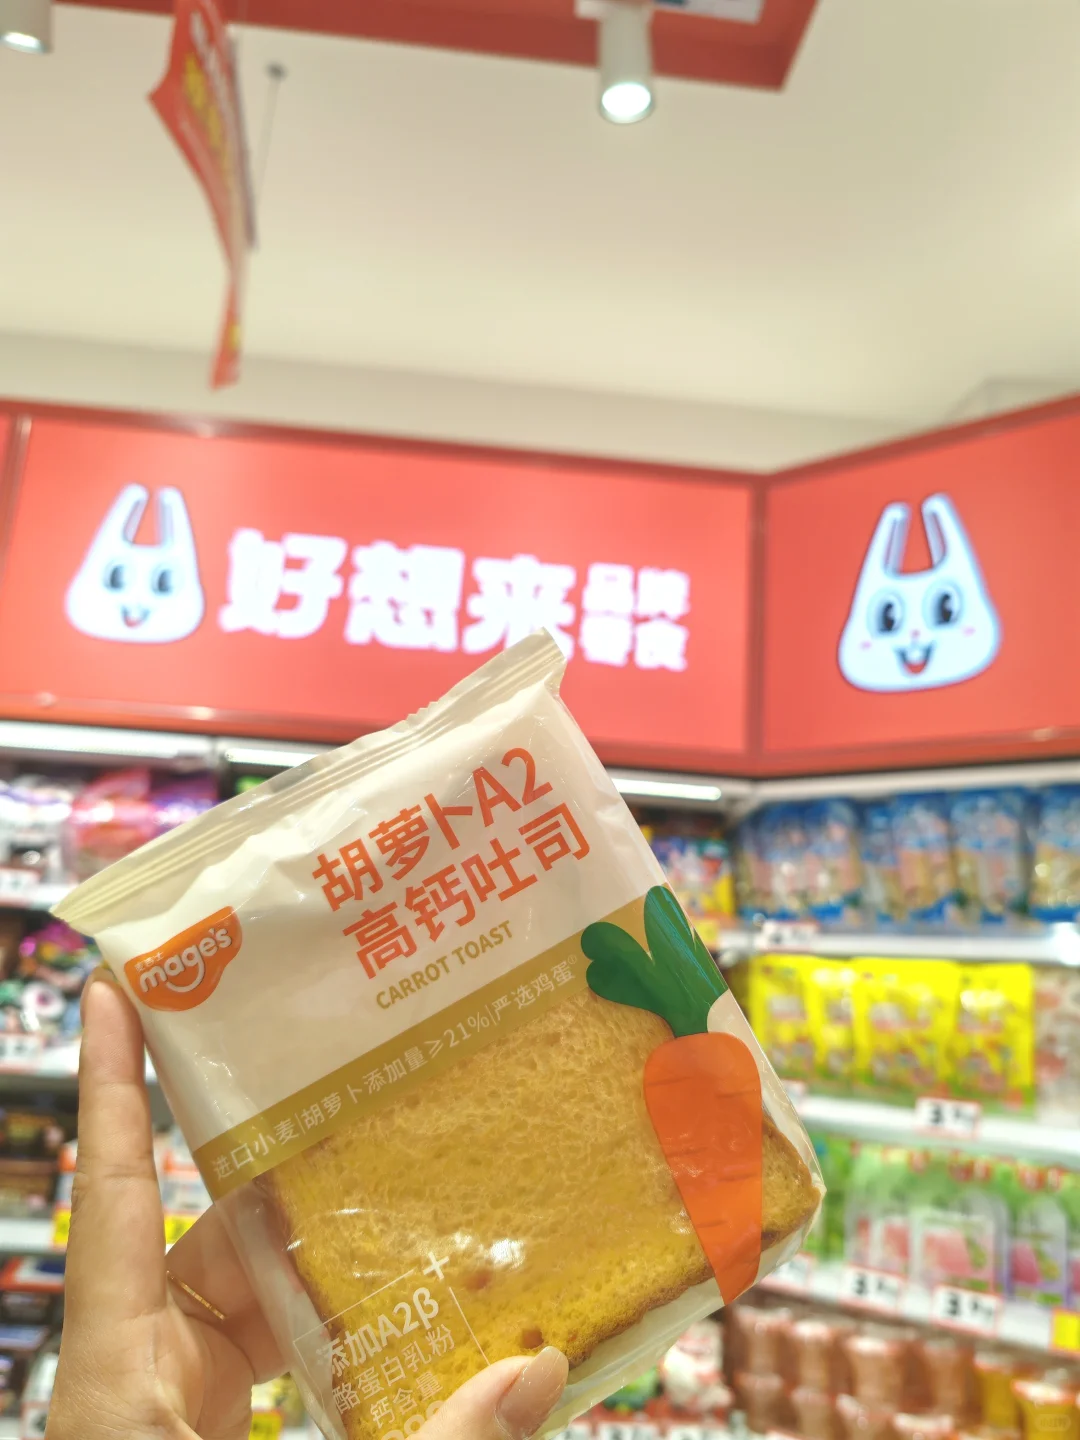 好想来
品牌
零食
胡萝卜A2
高钙吐司
CARROT TOAST
mage's
进口小麦|胡萝卜添加量≥21%|严选鸡蛋
添加A2β
酪蛋白乳粉
钙含量